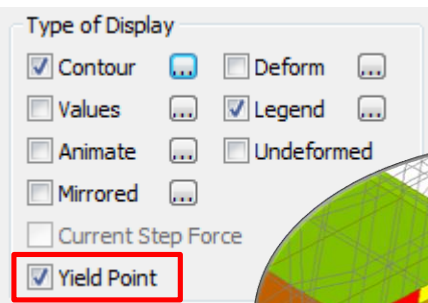 Type of Display
Contour ... Deform ...
Values ... Legend ...
Animate ... Undeformed
Mirrored ...
Current Step Force
Yield Point